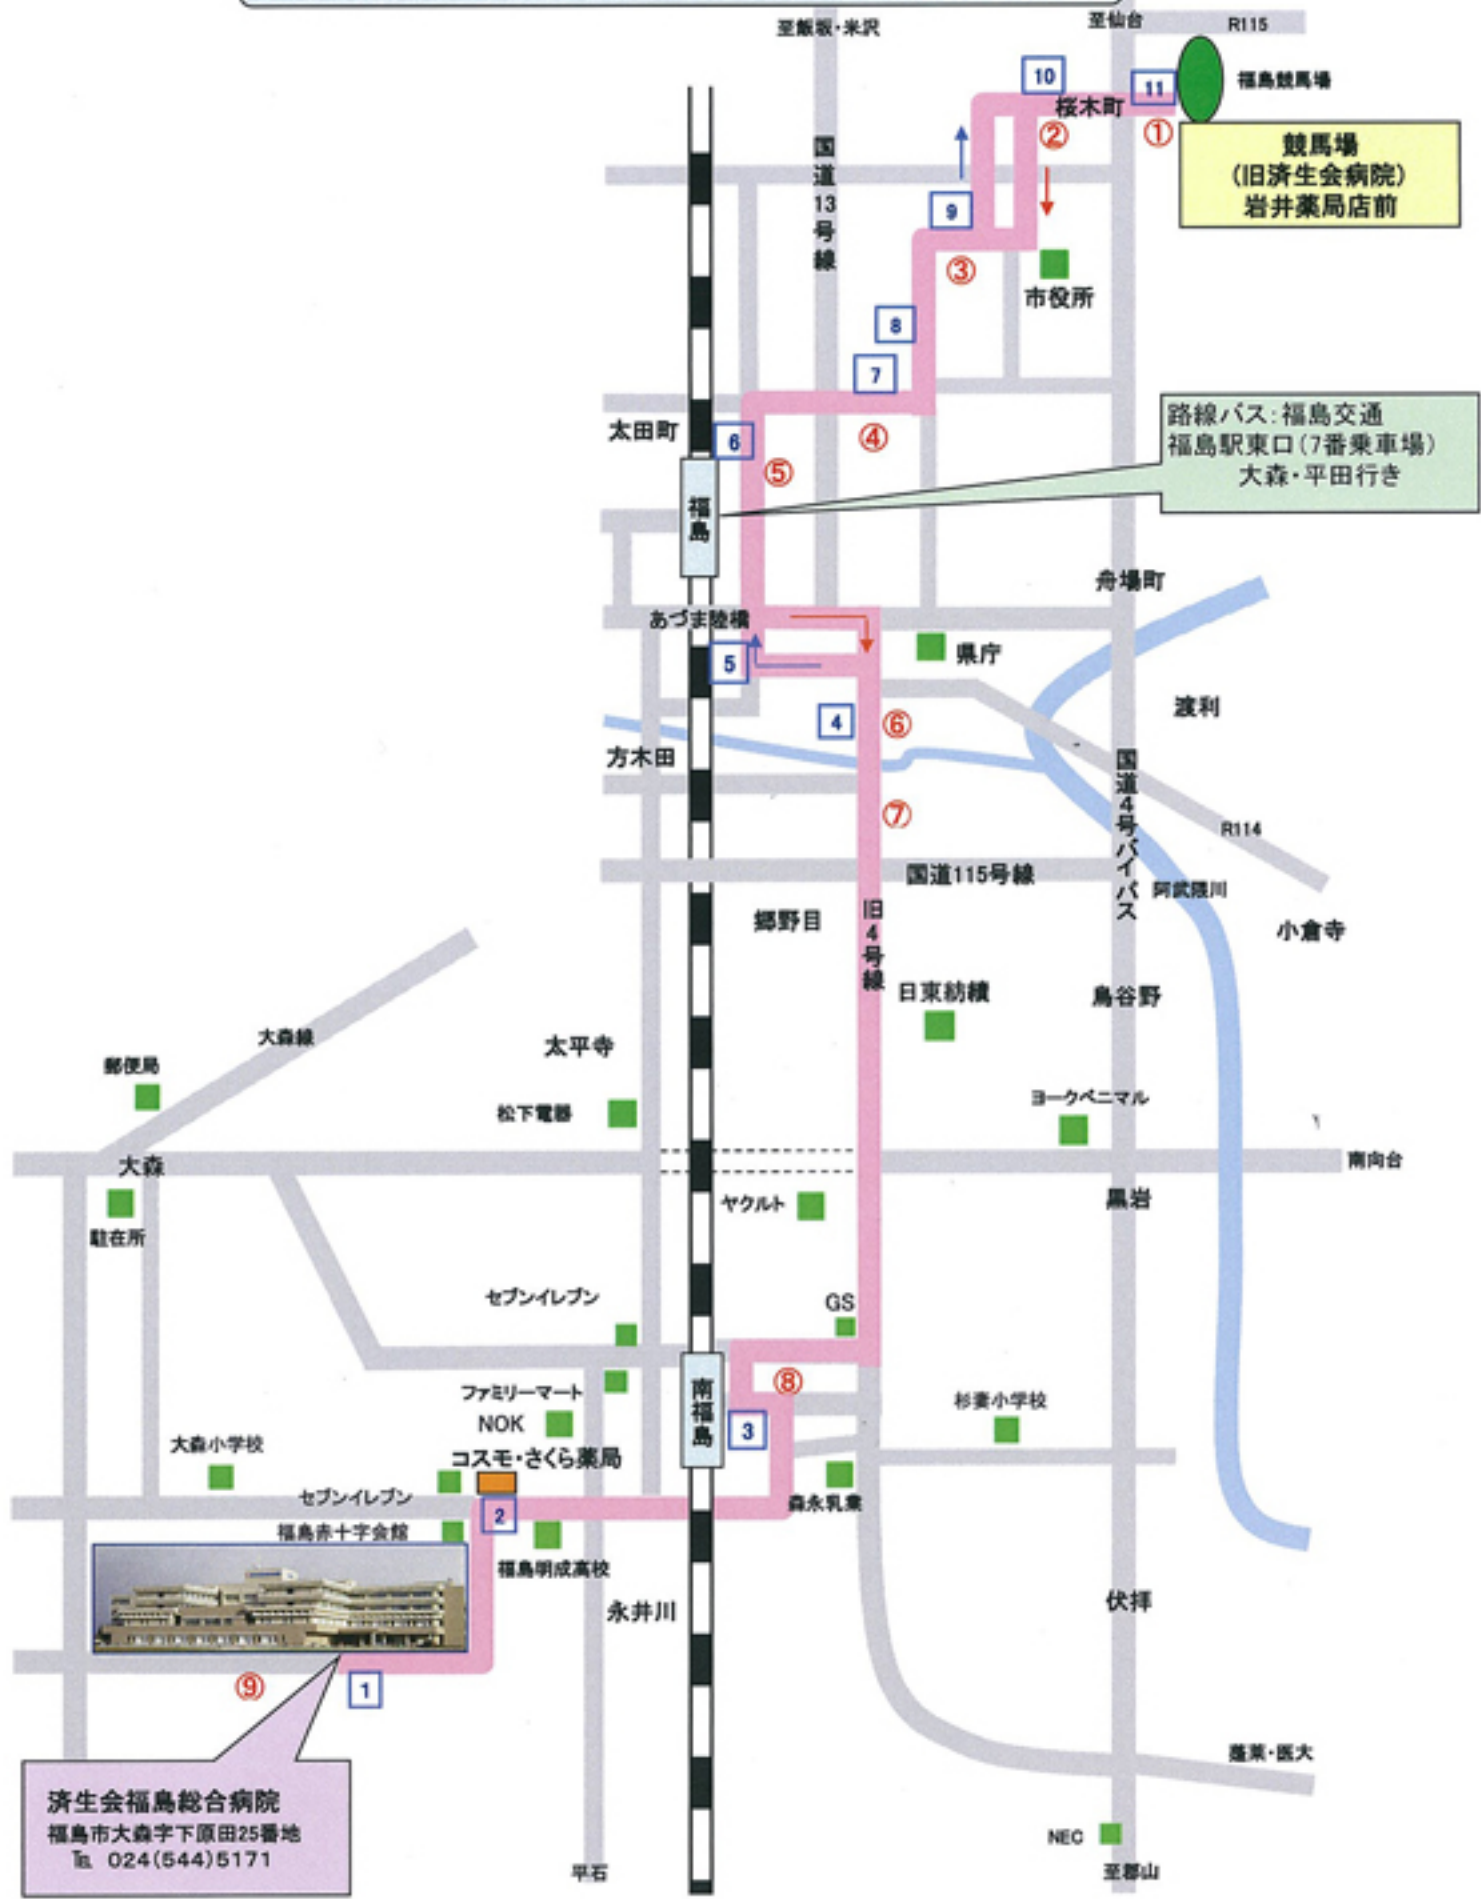 至飯坂・米沢
至仙台
R115
10
11
福島競馬場
桜木町
②
①
競馬場
(旧済生会病院)
岩井薬局店前
国道13号線
9
③
市役所
8
7
路線バス：福島交通
福島駅東口(7番乗車場)
大森・平田行き
太田町
6
④
⑤
福島
舟場町
あづま陸橋
5
県庁
渡利
4
⑥
方木田
国道4号バイパス
⑦
R114
国道115号線
阿武隈川
郷野目
旧4号線
小倉寺
日東紡績
鳥谷野
大森線
太平寺
郵便局
松下電器
ヨークベニマル
大森
南向台
ヤクルト
黒岩
駐在所
セブンイレブン
GS
南福島
⑧
ファミリーマート
杉妻小学校
NOK
3
大森小学校
コスモ・さくら薬局
セブンイレブン
2
森永乳業
福島赤十字会館
福島明成高校
永井川
伏拝
⑨
1
蓬莱・医大
済生会福島総合病院
福島市大森字下原田25番地
℡ 024(544)5171
NEC
平石
至郡山